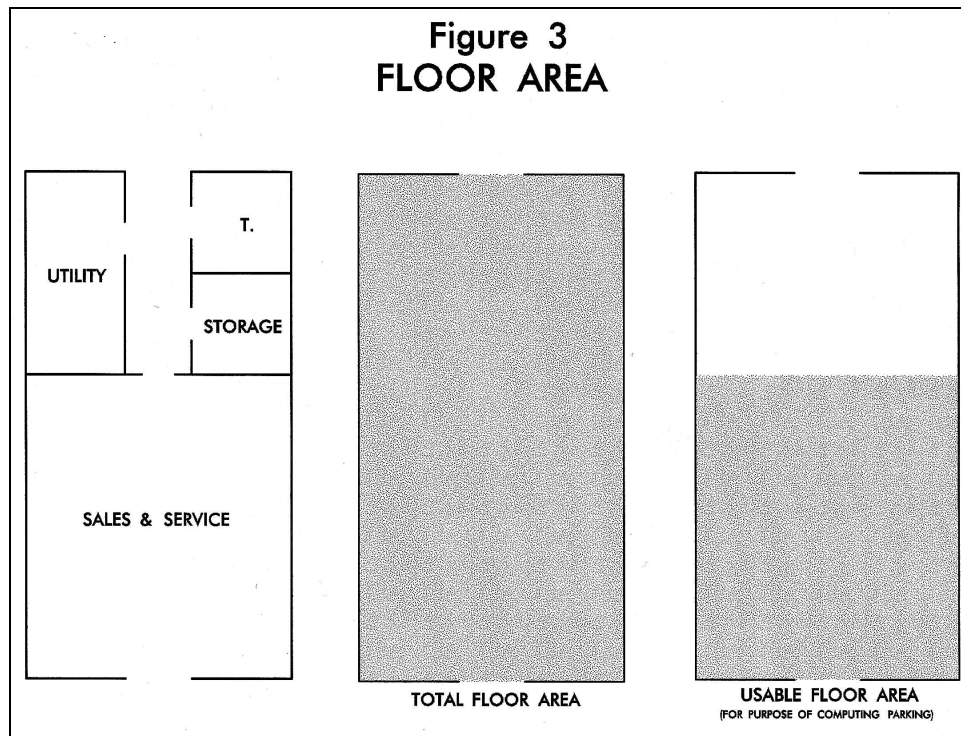 Figure 3
FLOOR AREA
T.
UTILITY
STORAGE
SALES & SERVICE
TOTAL FLOOR AREA
USABLE FLOOR AREA
(FOR PURPOSE OF COMPUTING PARKING)